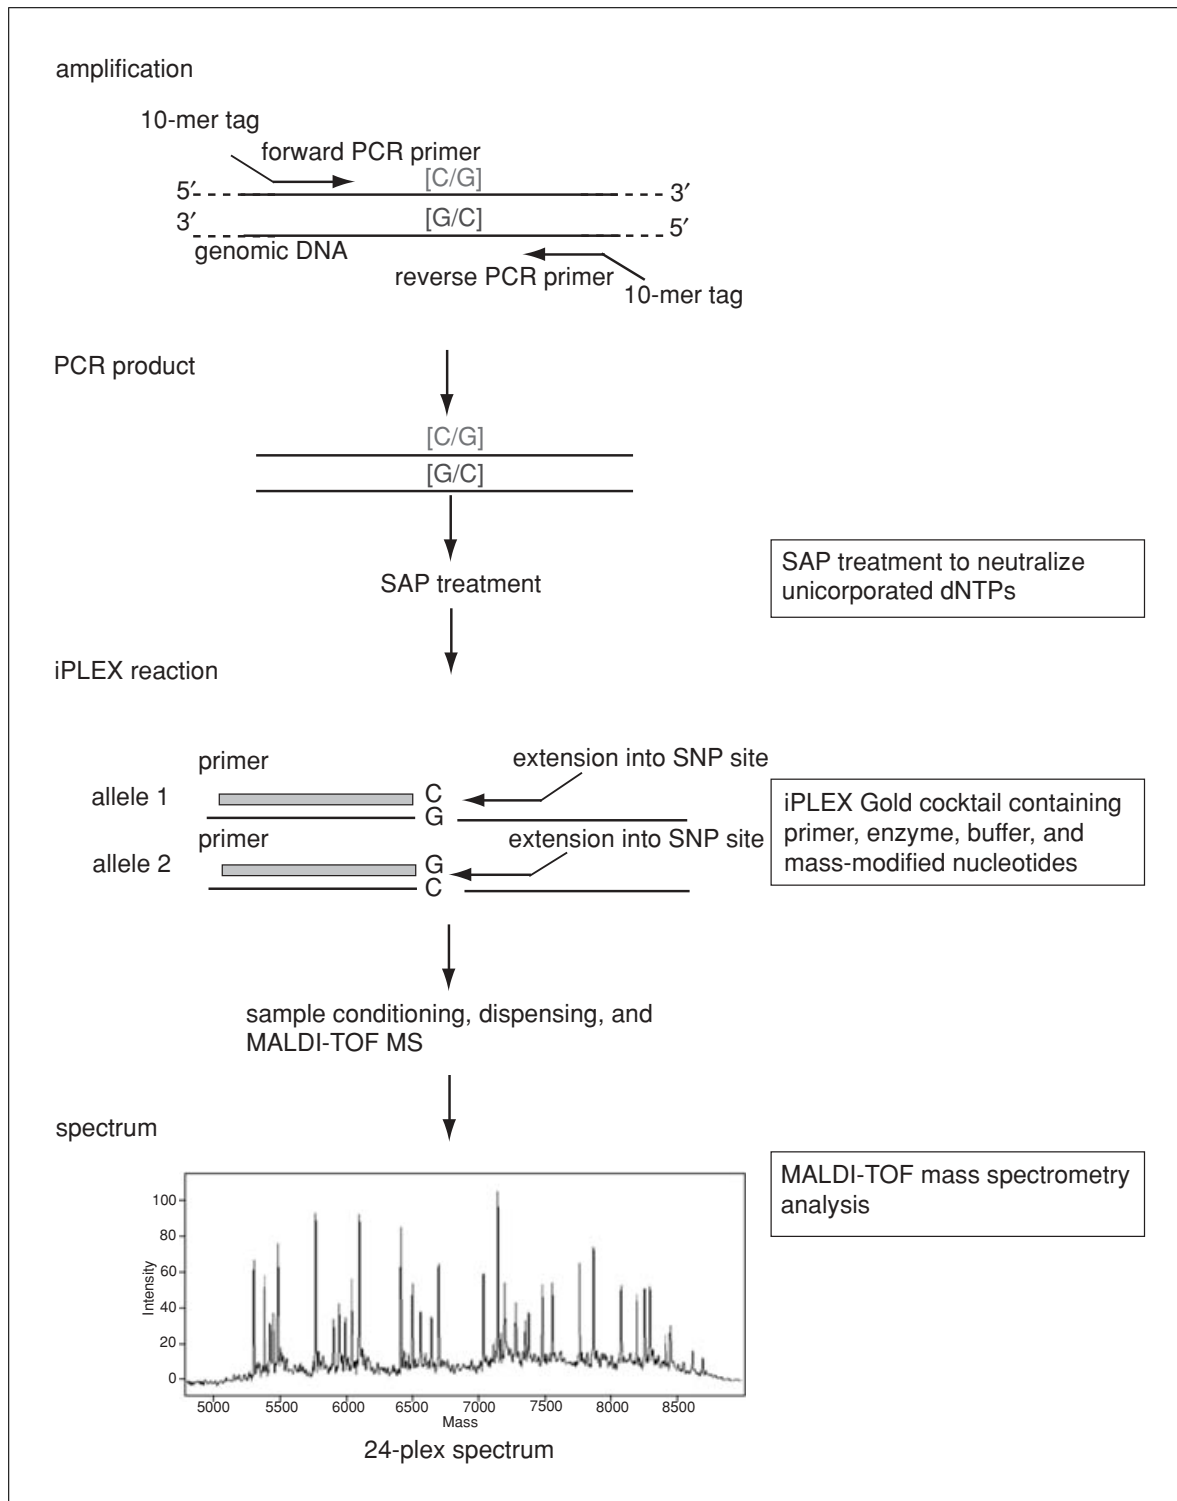 amplification
10-mer tag
forward PCR primer
[C/G]
5′
3′
3′
[G/C]
5′
genomic DNA
reverse PCR primer
10-mer tag
PCR product
[C/G]
[G/C]
SAP treatment
SAP treatment to neutralize
unicorporated dNTPs
iPLEX reaction
primer
extension into SNP site
allele 1
C
G
primer
extension into SNP site
allele 2
G
C
iPLEX Gold cocktail containing
primer, enzyme, buffer, and
mass-modified nucleotides
sample conditioning, dispensing, and
MALDI-TOF MS
spectrum
MALDI-TOF mass spectrometry
analysis
100
80
60
40
20
0
Intensity
5000 5500 6000 6500 7000 7500 8000 8500
Mass
24-plex spectrum